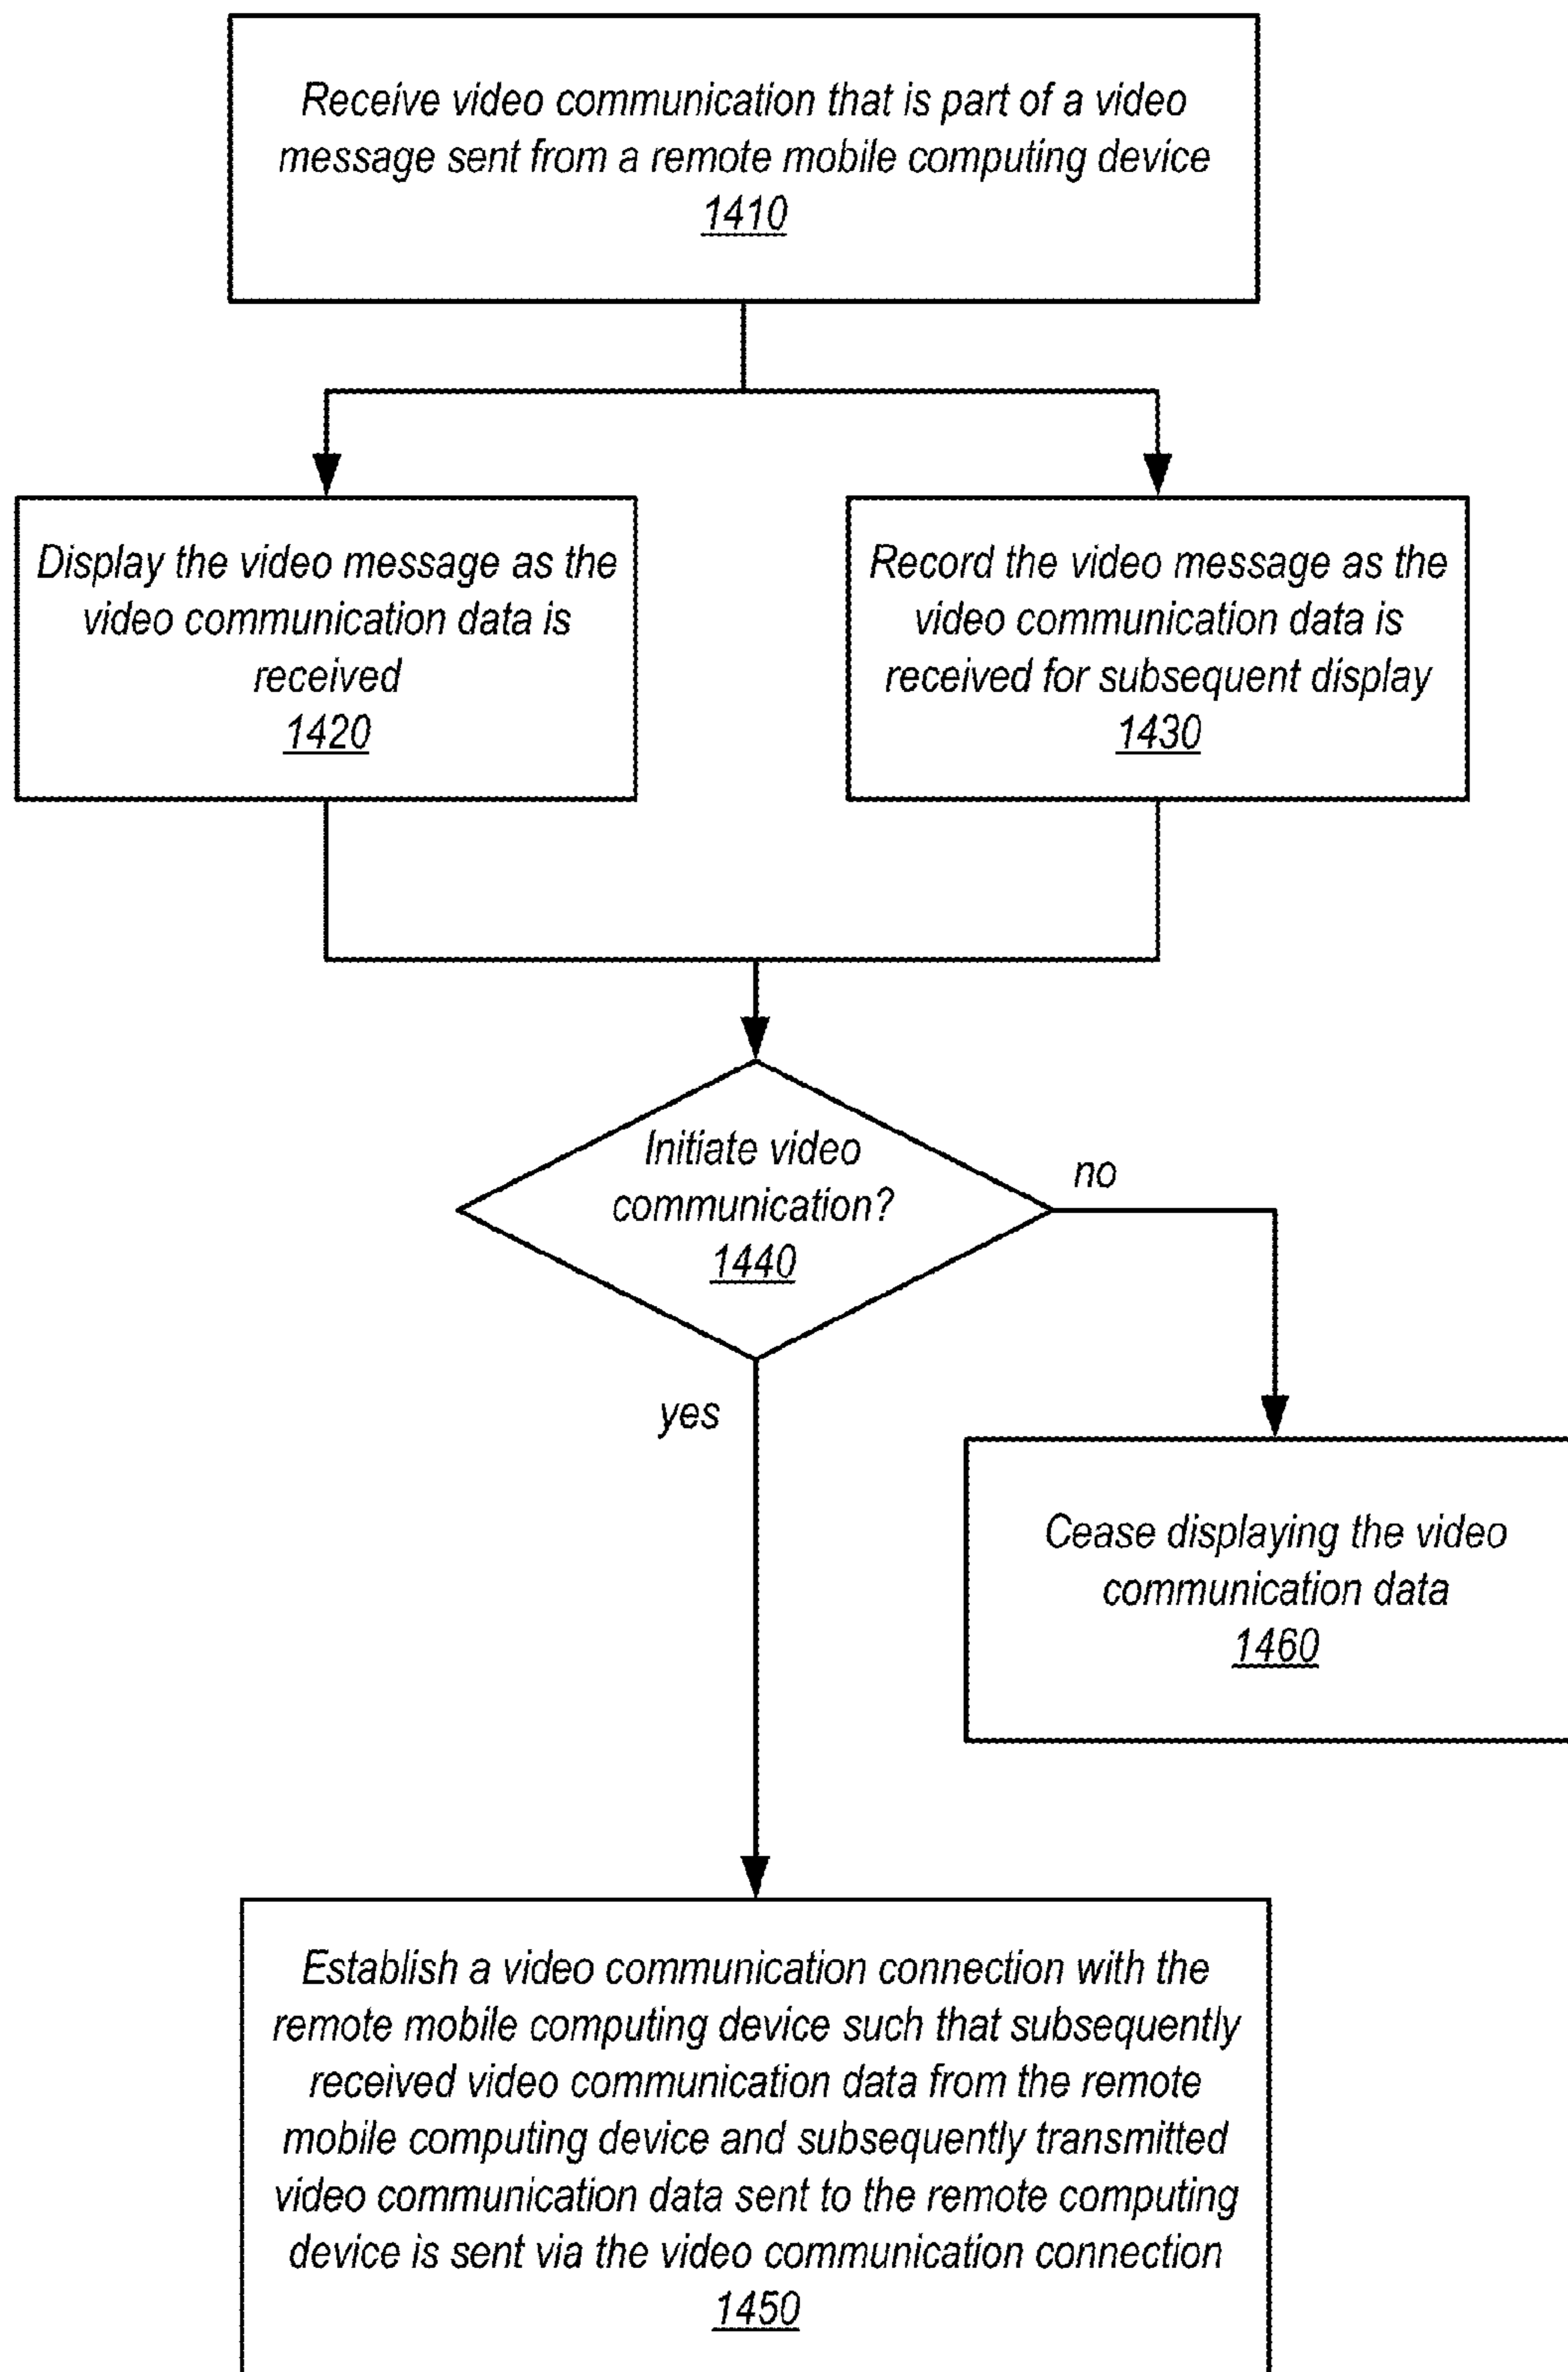 Receive video communication that is part of a video
message sent from a remote mobile computing device
1410
Display the video message as the
video communication data is
received
1420
Record the video message as the
video communication data is
received for subsequent display
1430
Initiate video
communication?
1440
no
yes
Cease displaying the video
communication data
1460
Establish a video communication connection with the
remote mobile computing device such that subsequently
received video communication data from the remote
mobile computing device and subsequently transmitted
video communication data sent to the remote computing
device is sent via the video communication connection
1450